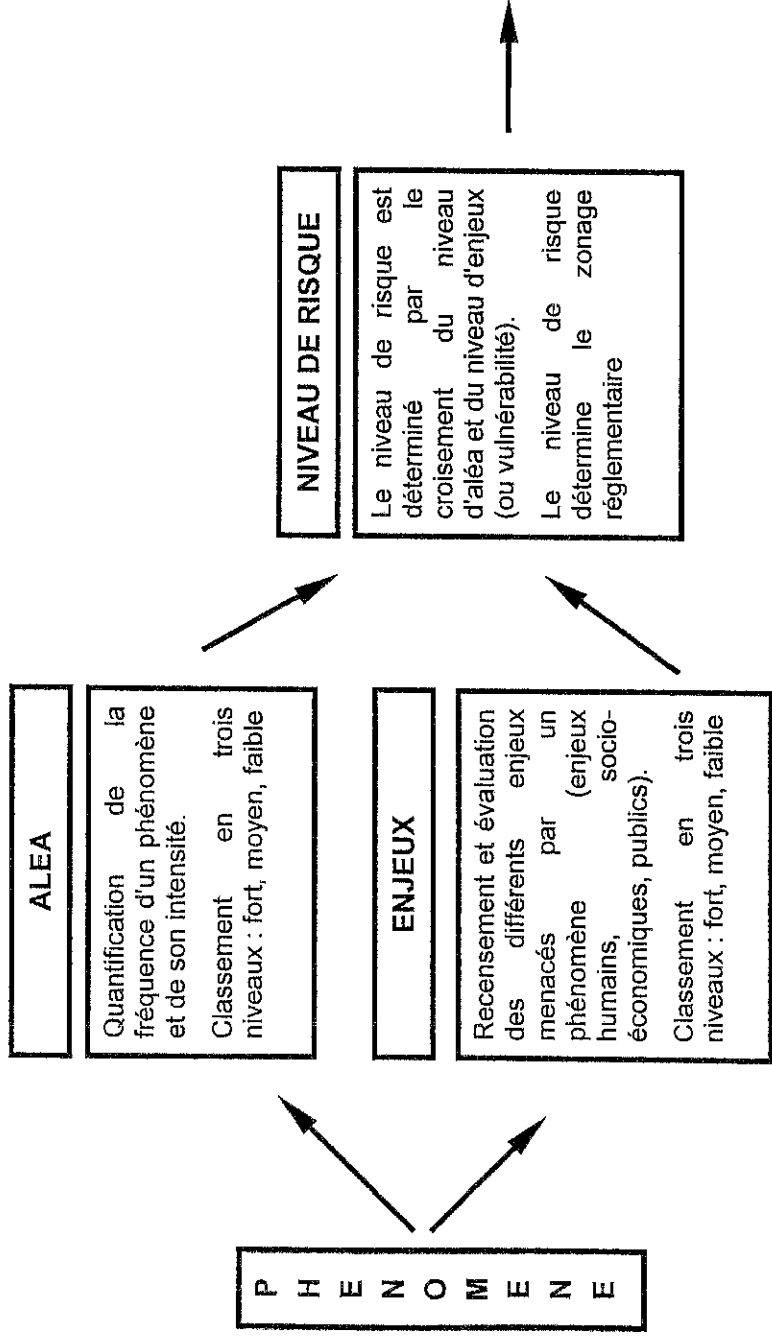 P
H
E
N
O
M
E
N
E
ALEA
Quantification de la
fréquence d'un phénomène
et de son intensité.
Classement en trois
niveaux : fort, moyen, faible
ENJEUX
Recensement et évaluation
des différents enjeux
menacés par un
phénomène (enjeux
humains, socio-
économiques, publics).
Classement en trois
niveaux : fort, moyen, faible
NIVEAU DE RISQUE
Le niveau de risque est
déterminé par le
croisement du niveau
d'aléa et du niveau d'enjeux
(ou vulnérabilité).
Le niveau de risque
détermine le zonage
réglementaire